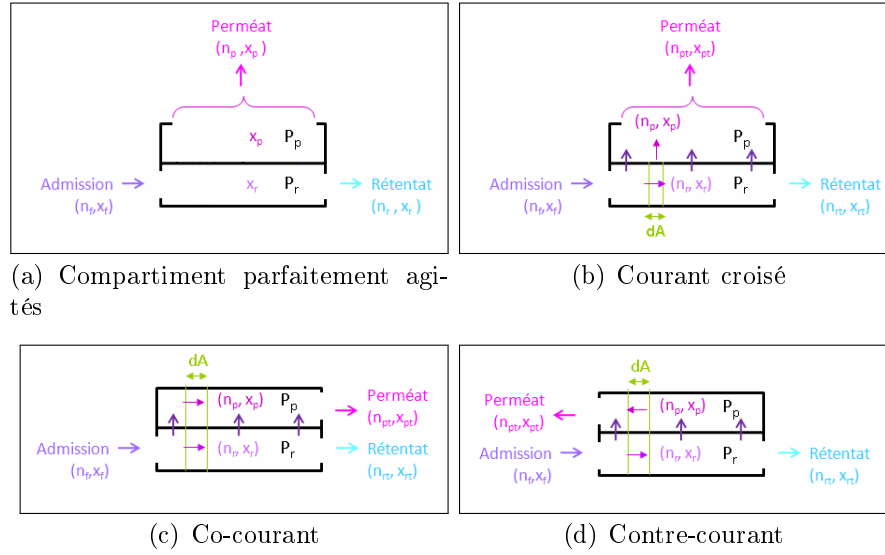 Perméat
(np ,xp )
xp Pp
Admission
(nf,xf)
xr Pr
Rétentat
(nr , xr )
(a) Compartiment parfaitement agi-
tés
Perméat
(npt,xpt)
(np, xp)
Pp
Admission
(nf,xf)
(nr, xr) Pr
Rétentat
(nrt, xrt)
dA
(b) Courant croisé
dA
(np, xp) Pp
Perméat
(npt,xpt)
Admission
(nf,xf)
(nr, xr) Pr
Rétentat
(nrt, xrt)
(c) Co-courant
dA
Perméat
(npt,xpt)
(np, xp) Pp
Admission
(nf,xf)
(nr, xr) Pr
Rétentat
(nrt, xrt)
(d) Contre-courant